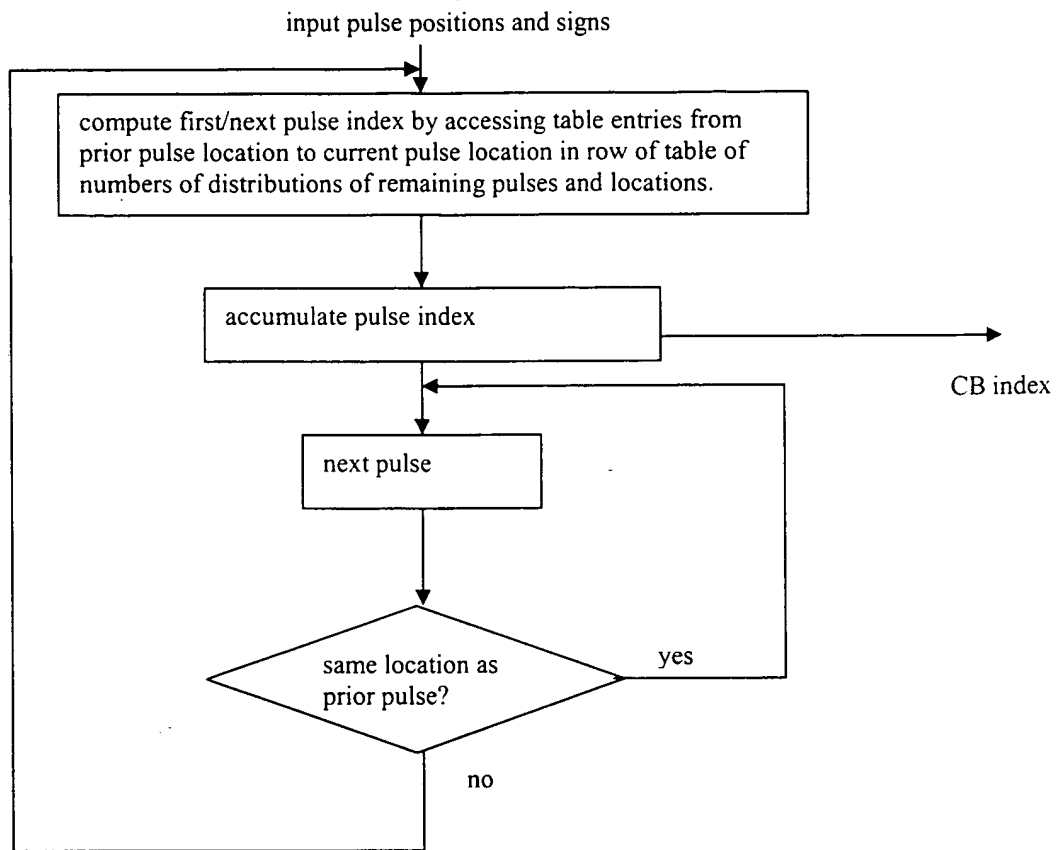 input pulse positions and signs
compute first/next pulse index by accessing table entries from
prior pulse location to current pulse location in row of table of
numbers of distributions of remaining pulses and locations.
accumulate pulse index
CB index
next pulse
same location as
prior pulse?
yes
no